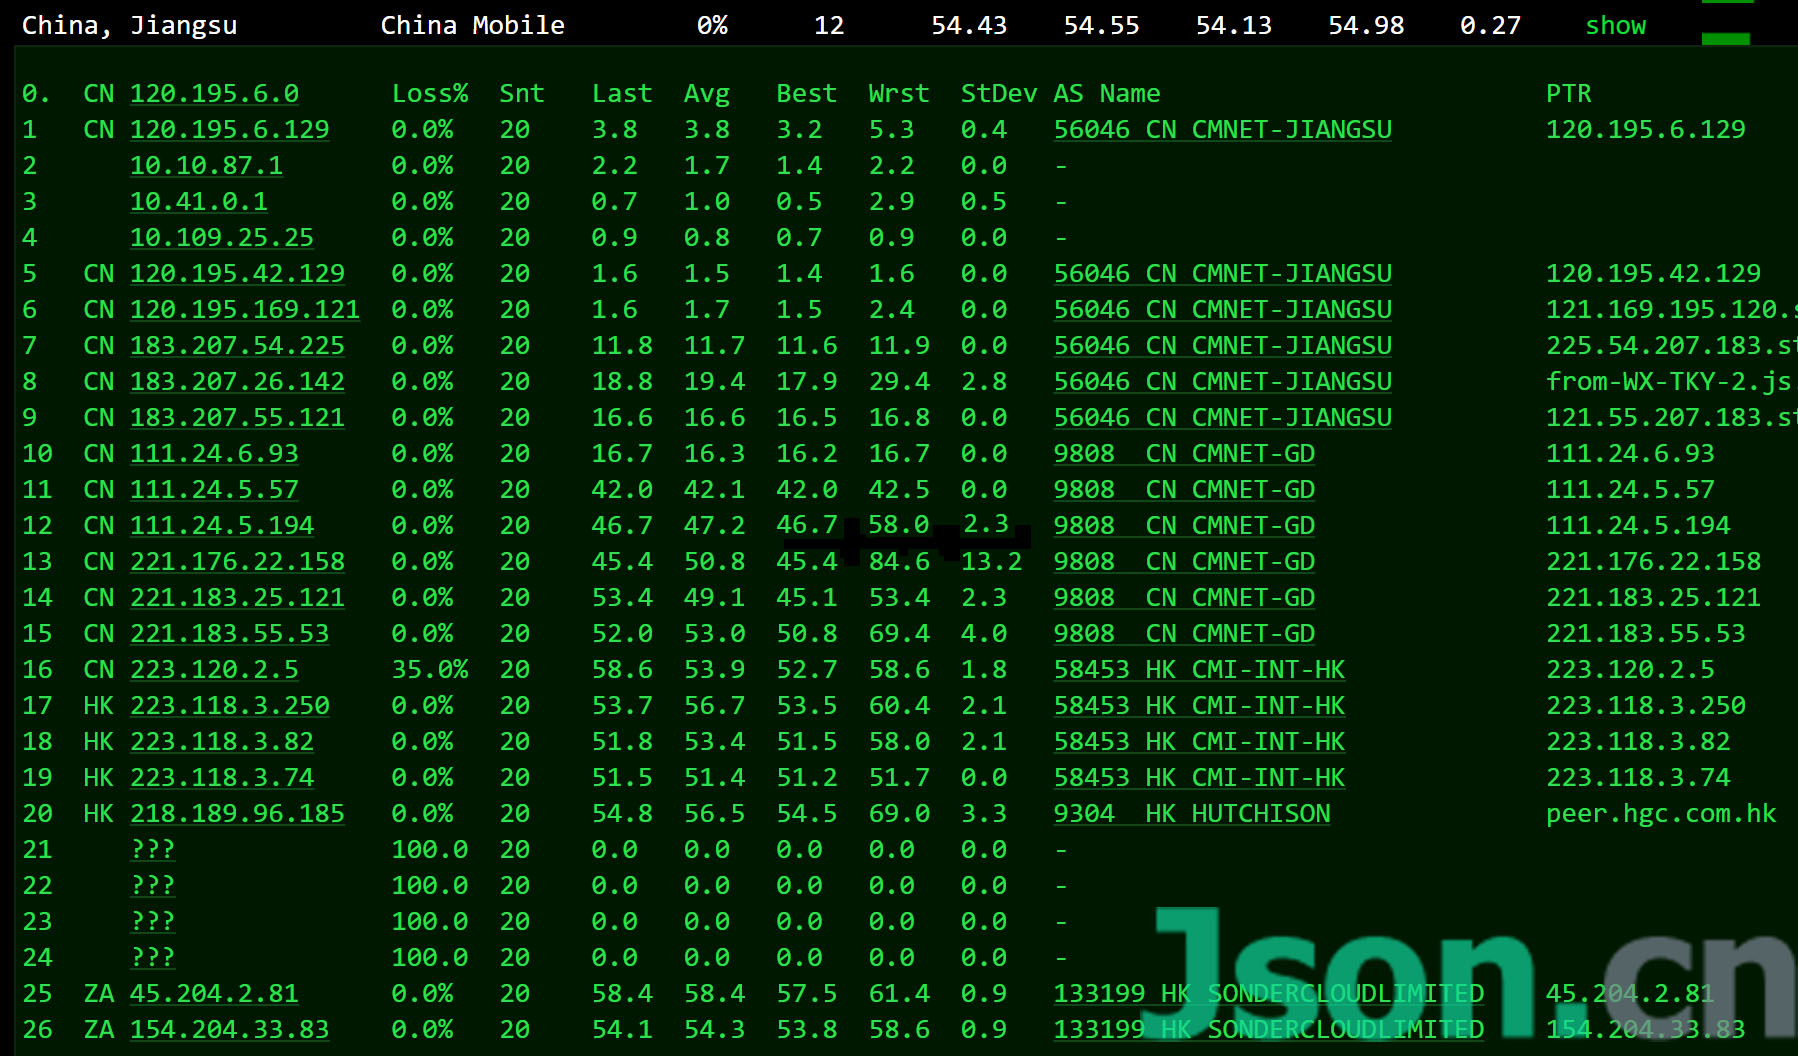 China, Jiangsu China Mobile 0% 12 54.43 54.55 54.13 54.98 0.27 show
0. CN 120.195.6.0 Loss% Snt Last Avg Best Wrst StDev AS Name PTR
1 CN 120.195.6.129 0.0% 20 3.8 3.8 3.2 5.3 0.4 56046 CN CMNET-JIANGSU 120.195.6.129
2 10.10.87.1 0.0% 20 2.2 1.7 1.4 2.2 0.0 -
3 10.41.0.1 0.0% 20 0.7 1.0 0.5 2.9 0.5 -
4 10.109.25.25 0.0% 20 0.9 0.8 0.7 0.9 0.0 -
5 CN 120.195.42.129 0.0% 20 1.6 1.5 1.4 1.6 0.0 56046 CN CMNET-JIANGSU 120.195.42.129
6 CN 120.195.169.121 0.0% 20 1.6 1.7 1.5 2.4 0.0 56046 CN CMNET-JIANGSU 121.169.195.120.s
7 CN 183.207.54.225 0.0% 20 11.8 11.7 11.6 11.9 0.0 56046 CN CMNET-JIANGSU 225.54.207.183.st
8 CN 183.207.26.142 0.0% 20 18.8 19.4 17.9 29.4 2.8 56046 CN CMNET-JIANGSU from-WX-TKY-2.js.
9 CN 183.207.55.121 0.0% 20 16.6 16.6 16.5 16.8 0.0 56046 CN CMNET-JIANGSU 121.55.207.183.st
10 CN 111.24.6.93 0.0% 20 16.7 16.3 16.2 16.7 0.0 9808 CN CMNET-GD 111.24.6.93
11 CN 111.24.5.57 0.0% 20 42.0 42.1 42.0 42.5 0.0 9808 CN CMNET-GD 111.24.5.57
12 CN 111.24.5.194 0.0% 20 46.7 47.2 46.7 58.0 2.3 9808 CN CMNET-GD 111.24.5.194
13 CN 221.176.22.158 0.0% 20 45.4 50.8 45.4 84.6 13.2 9808 CN CMNET-GD 221.176.22.158
14 CN 221.183.25.121 0.0% 20 53.4 49.1 45.1 53.4 2.3 9808 CN CMNET-GD 221.183.25.121
15 CN 221.183.55.53 0.0% 20 52.0 53.0 50.8 69.4 4.0 9808 CN CMNET-GD 221.183.55.53
16 CN 223.120.2.5 35.0% 20 58.6 53.9 52.7 58.6 1.8 58453 HK CMI-INT-HK 223.120.2.5
17 HK 223.118.3.250 0.0% 20 53.7 56.7 53.5 60.4 2.1 58453 HK CMI-INT-HK 223.118.3.250
18 HK 223.118.3.82 0.0% 20 51.8 53.4 51.5 58.0 2.1 58453 HK CMI-INT-HK 223.118.3.82
19 HK 223.118.3.74 0.0% 20 51.5 51.4 51.2 51.7 0.0 58453 HK CMI-INT-HK 223.118.3.74
20 HK 218.189.96.185 0.0% 20 54.8 56.5 54.5 69.0 3.3 9304 HK HUTCHISON peer.hgc.com.hk
21 ??? 100.0 20 0.0 0.0 0.0 0.0 0.0 -
22 ??? 100.0 20 0.0 0.0 0.0 0.0 0.0 -
23 ??? 100.0 20 0.0 0.0 0.0 0.0 0.0 -
24 ??? 100.0 20 0.0 0.0 0.0 0.0 0.0 -
25 ZA 45.204.2.81 0.0% 20 58.4 58.4 57.5 61.4 0.9 133199 HK SONDERCLOUDLIMITED 45.204.2.81
26 ZA 154.204.33.83 0.0% 20 54.1 54.3 53.8 58.6 0.9 133199 HK SONDERCLOUDLIMITED 154.204.33.83
Json.cn